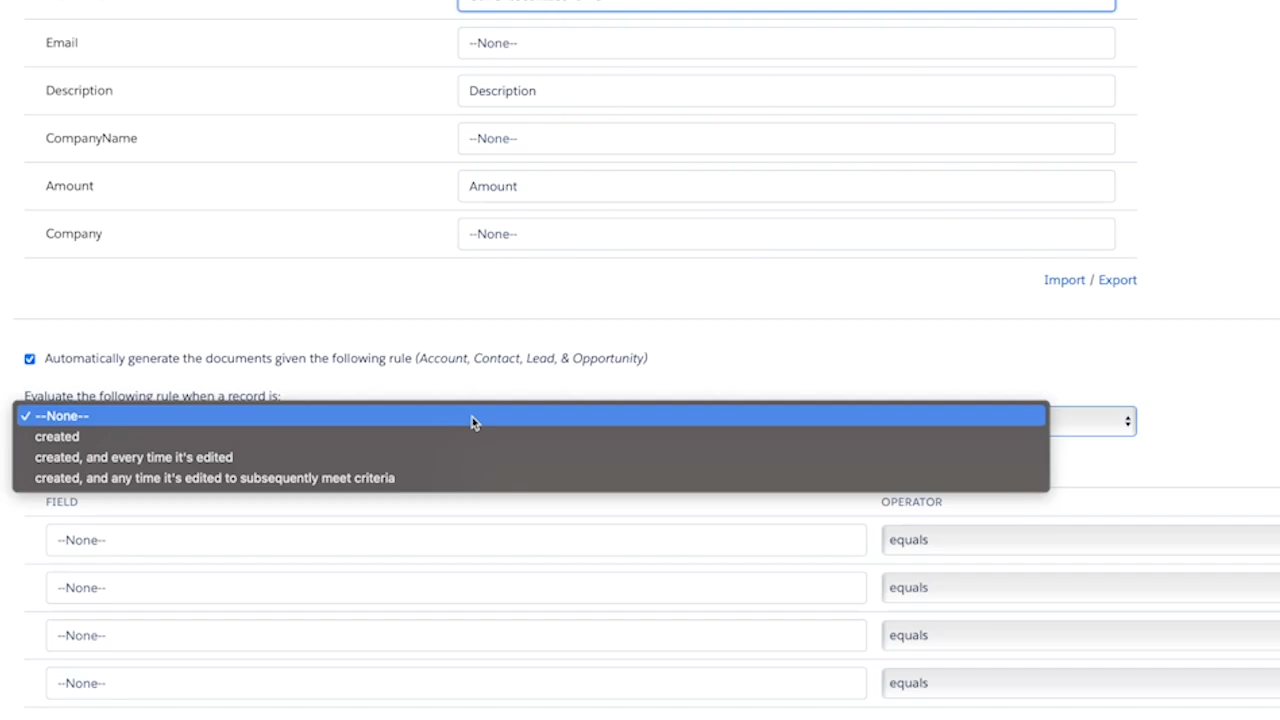 Email
--None--
Description
Description
CompanyName
--None--
Amount
Amount
Company
--None--
Import / Export
Automatically generate the documents given the following rule (Account, Contact, Lead, & Opportunity)
Evaluate the following rule when a record is:
✓ --None--
created
created, and every time it's edited
created, and any time it's edited to subsequently meet criteria
FIELD OPERATOR
--None-- equals
--None-- equals
--None-- equals
--None-- equals